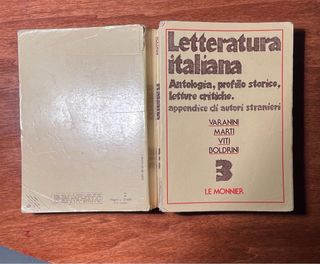 Letteratura
italiana
Antologia, profilo storico,
letture critiche.
appendice di autori stranieri
VARANINI
MARTI
VITI
BOLDRINI
3
LE MONNIER